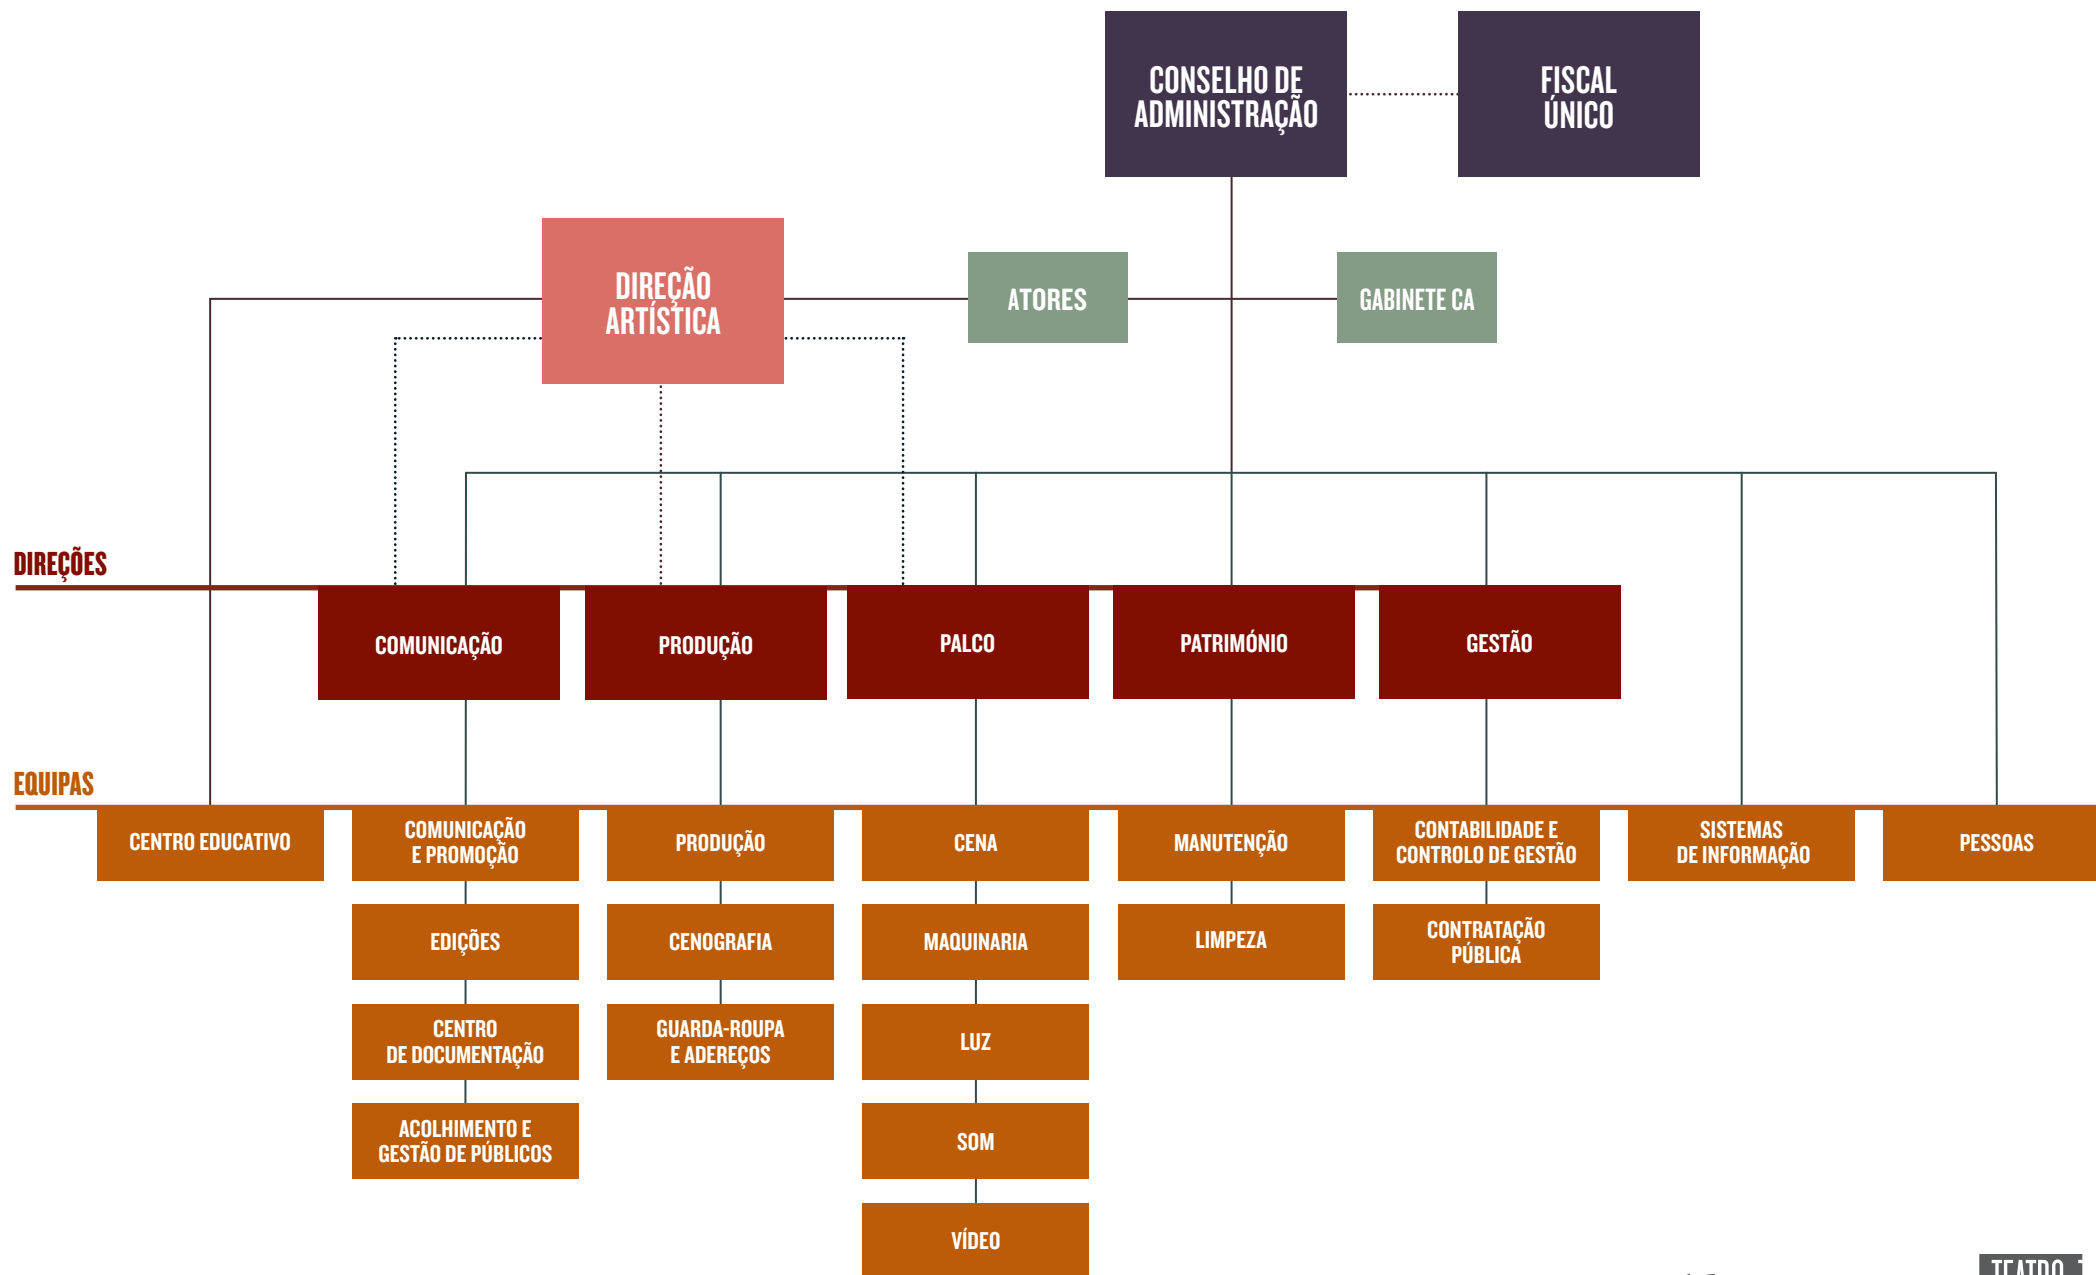 CONSELHO DE
ADMINISTRAÇÃO
FISCAL
ÚNICO
DIREÇÃO
ARTÍSTICA
ATORES
GABINETE CA
DIREÇÕES
COMUNICAÇÃO
PRODUÇÃO
PALCO
PATRIMÓNIO
GESTÃO
EQUIPAS
CENTRO EDUCATIVO
COMUNICAÇÃO
E PROMOÇÃO
PRODUÇÃO
CENA
MANUTENÇÃO
CONTABILIDADE E
CONTROLO DE GESTÃO
SISTEMAS
DE INFORMAÇÃO
PESSOAS
EDIÇÕES
CENOGRAFIA
MAQUINARIA
LIMPEZA
CONTRATAÇÃO
PÚBLICA
CENTRO
DE DOCUMENTAÇÃO
GUARDA-ROUPA
E ADEREÇOS
LUZ
ACOLHIMENTO E
GESTÃO DE PÚBLICOS
SOM
VÍDEO
TEATRO